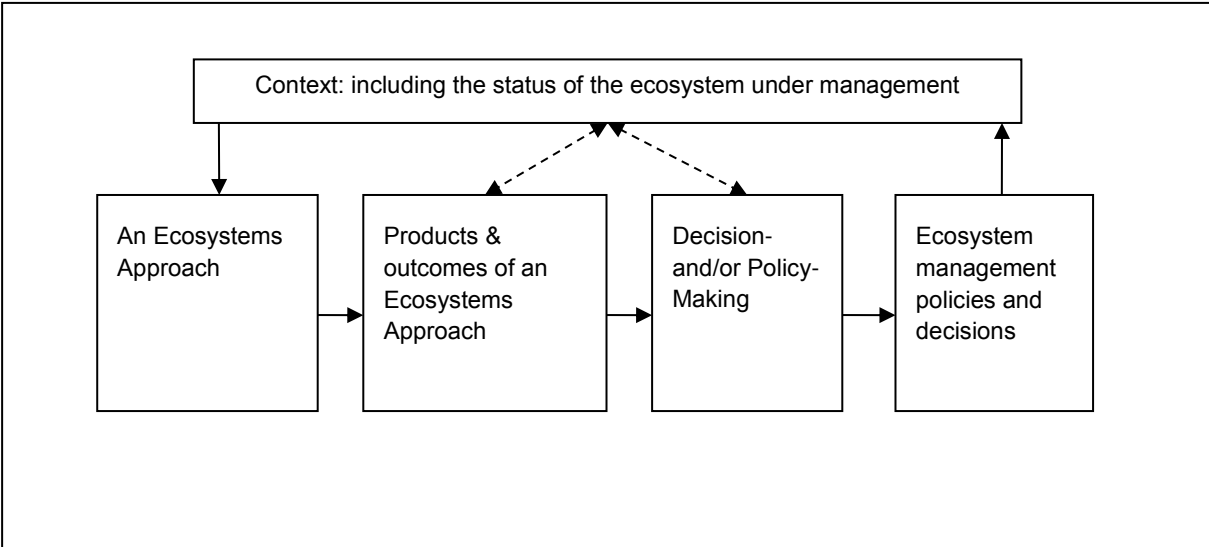 Context: including the status of the ecosystem under management
An Ecosystems
Approach
Products &
outcomes of an
Ecosystems
Approach
Decision-
and/or Policy-
Making
Ecosystem
management
policies and
decisions